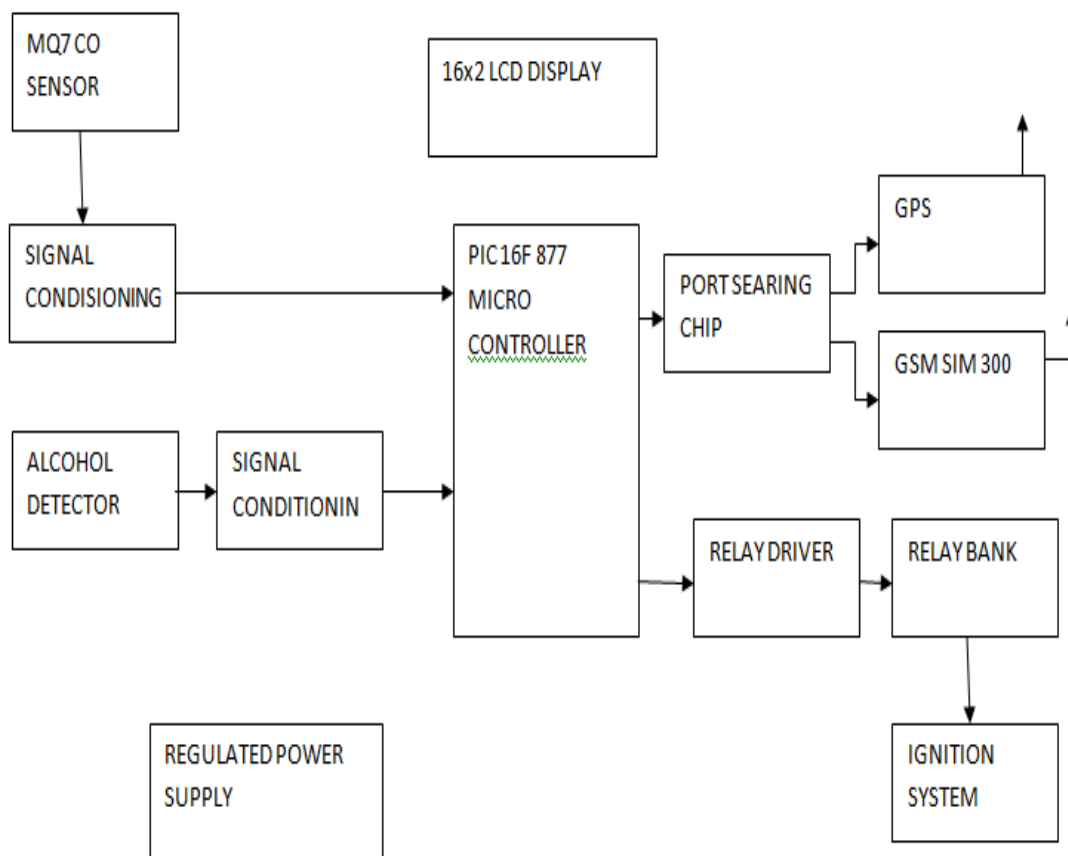 MQ7 CO
SENSOR
16x2 LCD DISPLAY
SIGNAL
CONDISIONING
PIC 16F 877
MICRO
CONTROLLER
PORT SEARING
CHIP
GPS
GSM SIM 300
ALCOHOL
DETECTOR
SIGNAL
CONDITIONIN
RELAY DRIVER
RELAY BANK
REGULATED POWER
SUPPLY
IGNITION
SYSTEM